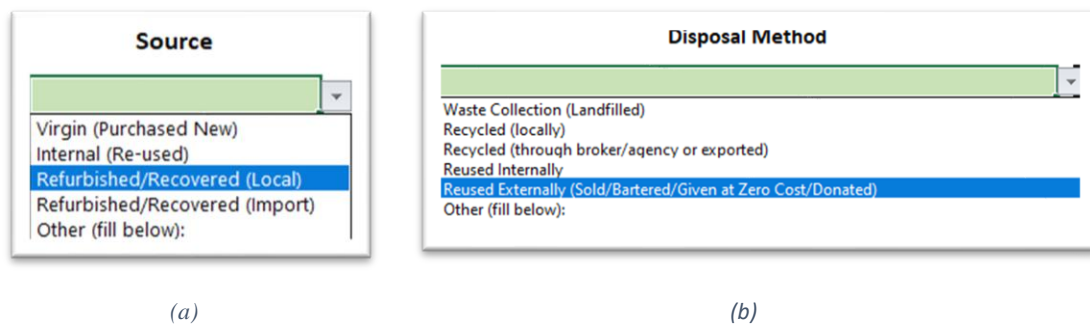 Source
Virgin (Purchased New)
Internal (Re-used)
Refurbished/Recovered (Local)
Refurbished/Recovered (Import)
Other (fill below):
(a)
Disposal Method
Waste Collection (Landfilled)
Recycled (locally)
Recycled (through broker/agency or exported)
Reused Internally
Reused Externally (Sold/Bartered/Given at Zero Cost/Donated)
Other (fill below):
(b)